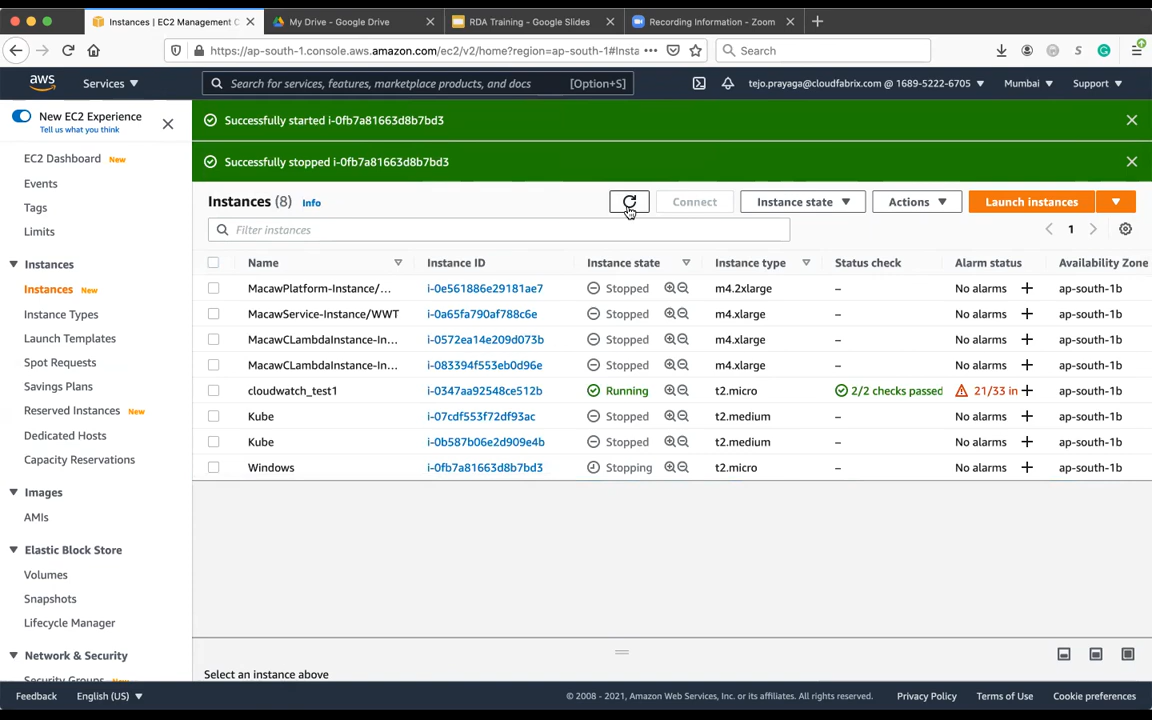 Instances | EC2 Management C
My Drive - Google Drive
RDA Training - Google Slides
Recording Information - Zoom
https://ap-south-1.console.aws.amazon.com/ec2/v2/home?region=ap-south-1#Insta
Search
aws
Services
Search for services, features, marketplace products, and docs
[Option+S]
tejo.prayaga@cloudfabrix.com @ 1689-5222-6705
Mumbai
Support
New EC2 Experience
Tell us what you think
Successfully started i-0fb7a81663d8b7bd3
Successfully stopped i-0fb7a81663d8b7bd3
EC2 Dashboard New
Events
Tags
Limits
Instances
Instances New
Instance Types
Launch Templates
Spot Requests
Savings Plans
Reserved Instances New
Dedicated Hosts
Capacity Reservations
Images
AMIs
Elastic Block Store
Volumes
Snapshots
Lifecycle Manager
Network & Security
Security Groups
Instances (8) Info
Connect
Instance state
Actions
Launch instances
Filter instances
1
Name Instance ID Instance state Instance type Status check Alarm status Availability Zone
MacawPlatform-Instance/... i-0e561886e29181ae7 Stopped m4.2xlarge – No alarms + ap-south-1b
MacawService-Instance/WWT i-0a65fa790af788c6e Stopped m4.xlarge – No alarms + ap-south-1b
MacawCLambdaInstance-In... i-0572ea14e209d073b Stopped m4.xlarge – No alarms + ap-south-1b
MacawCLambdaInstance-In... i-083394f553eb0d96e Stopped m4.xlarge – No alarms + ap-south-1b
cloudwatch_test1 i-0347aa92548ce512b Running t2.micro 2/2 checks passed 21/33 in + ap-south-1b
Kube i-07cdf553f72df93ac Stopped t2.medium – No alarms + ap-south-1b
Kube i-0b587b06e2d909e4b Stopped t2.medium – No alarms + ap-south-1b
Windows i-0fb7a81663d8b7bd3 Stopping t2.micro – No alarms + ap-south-1b
Select an instance above
Feedback
English (US)
© 2008 - 2021, Amazon Web Services, Inc. or its affiliates. All rights reserved.
Privacy Policy
Terms of Use
Cookie preferences